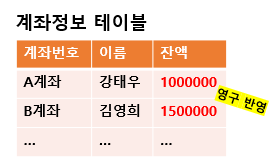 계좌정보 테이블
계좌번호 이름 잔액
A계좌 강태우 1000000
B계좌 김영희 1500000
영구 반영
... ... ...